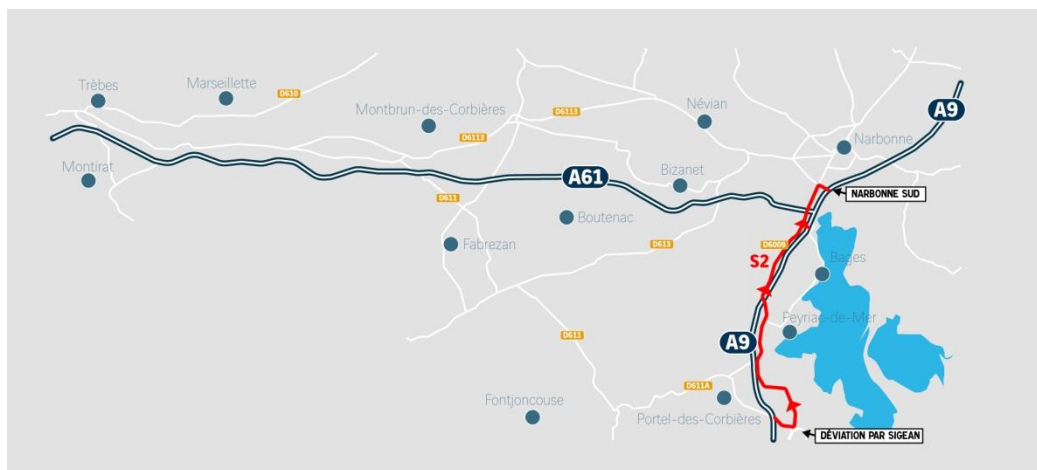 Trèbes
Marseillette
D610
Montbrun-des-Corbières
D6113
D6113
Névian
A9
Narbonne
Montirat
A61
Bizanet
NARBONNE SUD
D611
Boutenac
Fabrezan
D613
D6009
S2
Bages
Peyriac-de-Mer
A9
D611
D611A
Fontjoncouse
Portel-des-Corbières
DÉVIATION PAR SIGEAN